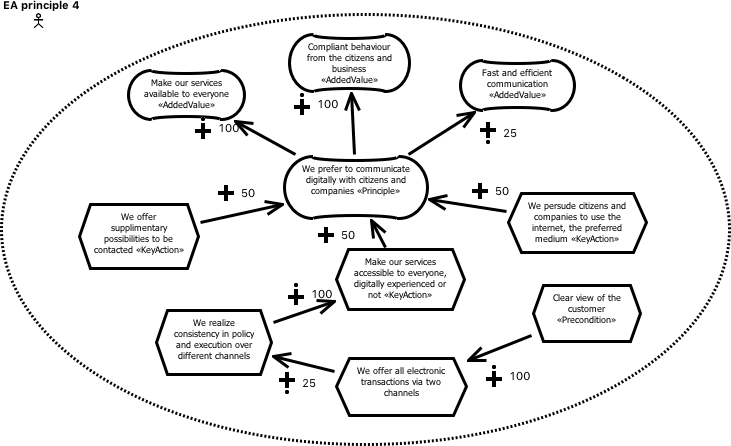 EA principle 4
Compliant behaviour
from the citizens and
business
«AddedValue»
100
Make our services
available to everyone
«AddedValue»
100
Fast and efficient
communication
«AddedValue»
25
We prefer to communicate
digitally with citizens and
companies «Principle»
50
50
50
We offer
supplimentary
possibilities to be
contacted «KeyAction»
We persude citizens and
companies to use the
internet, the preferred
medium «KeyAction»
Make our services
accessible to everyone,
digitally experienced or
not «KeyAction»
100
Clear view of the
customer
«Precondition»
We realize
consistency in policy
and execution over
different channels
25
We offer all electronic
transactions via two
channels
100